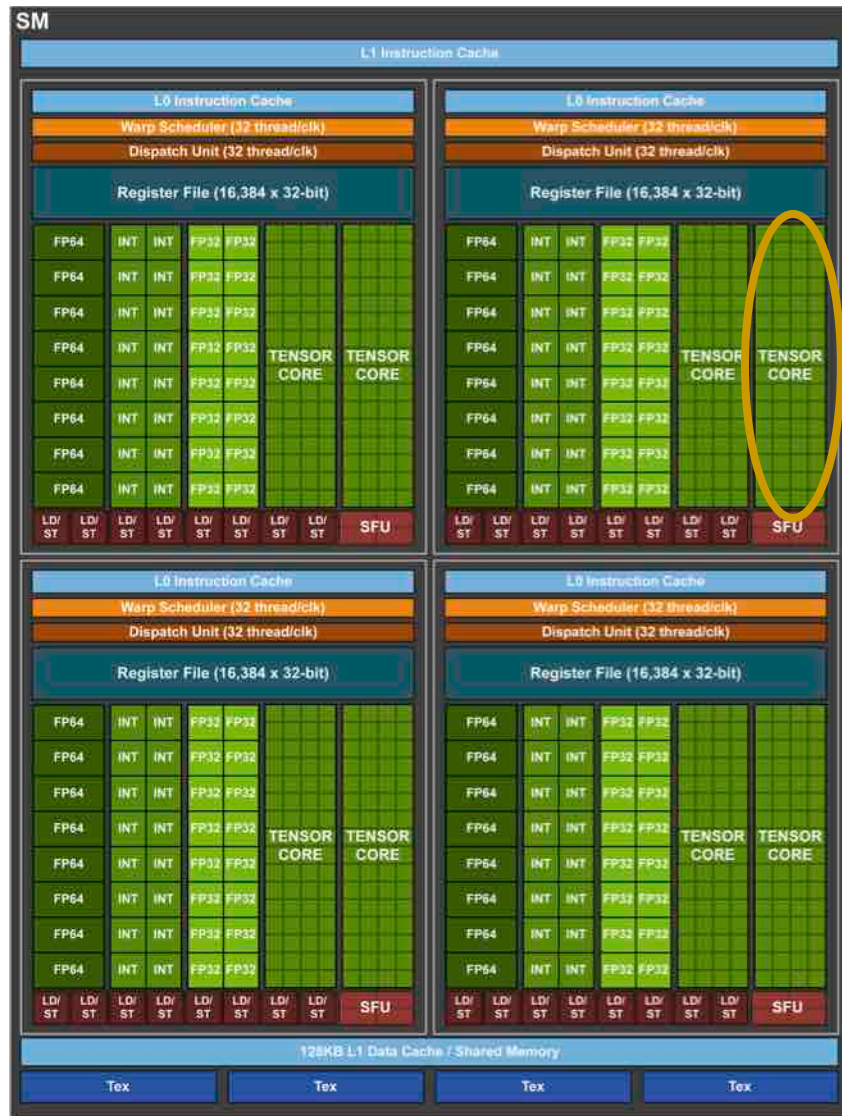 SM
L1 Instruction Cache
L0 Instruction Cache
Warp Scheduler (32 thread/clk)
Dispatch Unit (32 thread/clk)
Register File (16,384 x 32-bit)
FP64 INT INT FP32 FP32
FP64 INT INT FP32 FP32
FP64 INT INT FP32 FP32
FP64 INT INT FP32 FP32
FP64 INT INT FP32 FP32
FP64 INT INT FP32 FP32
FP64 INT INT FP32 FP32
FP64 INT INT FP32 FP32
TENSOR TENSOR
CORE CORE
LD/ LD/ LD/ LD/ LD/ LD/ LD/ LD/
ST ST ST ST ST ST ST ST
SFU
L0 Instruction Cache
Warp Scheduler (32 thread/clk)
Dispatch Unit (32 thread/clk)
Register File (16,384 x 32-bit)
FP64 INT INT FP32 FP32
FP64 INT INT FP32 FP32
FP64 INT INT FP32 FP32
FP64 INT INT FP32 FP32
FP64 INT INT FP32 FP32
FP64 INT INT FP32 FP32
FP64 INT INT FP32 FP32
FP64 INT INT FP32 FP32
TENSOR TENSOR
CORE CORE
LD/ LD/ LD/ LD/ LD/ LD/ LD/ LD/
ST ST ST ST ST ST ST ST
SFU
L0 Instruction Cache
Warp Scheduler (32 thread/clk)
Dispatch Unit (32 thread/clk)
Register File (16,384 x 32-bit)
FP64 INT INT FP32 FP32
FP64 INT INT FP32 FP32
FP64 INT INT FP32 FP32
FP64 INT INT FP32 FP32
FP64 INT INT FP32 FP32
FP64 INT INT FP32 FP32
FP64 INT INT FP32 FP32
FP64 INT INT FP32 FP32
TENSOR TENSOR
CORE CORE
LD/ LD/ LD/ LD/ LD/ LD/ LD/ LD/
ST ST ST ST ST ST ST ST
SFU
L0 Instruction Cache
Warp Scheduler (32 thread/clk)
Dispatch Unit (32 thread/clk)
Register File (16,384 x 32-bit)
FP64 INT INT FP32 FP32
FP64 INT INT FP32 FP32
FP64 INT INT FP32 FP32
FP64 INT INT FP32 FP32
FP64 INT INT FP32 FP32
FP64 INT INT FP32 FP32
FP64 INT INT FP32 FP32
FP64 INT INT FP32 FP32
TENSOR TENSOR
CORE CORE
LD/ LD/ LD/ LD/ LD/ LD/ LD/ LD/
ST ST ST ST ST ST ST ST
SFU
128KB L1 Data Cache / Shared Memory
Tex Tex Tex Tex